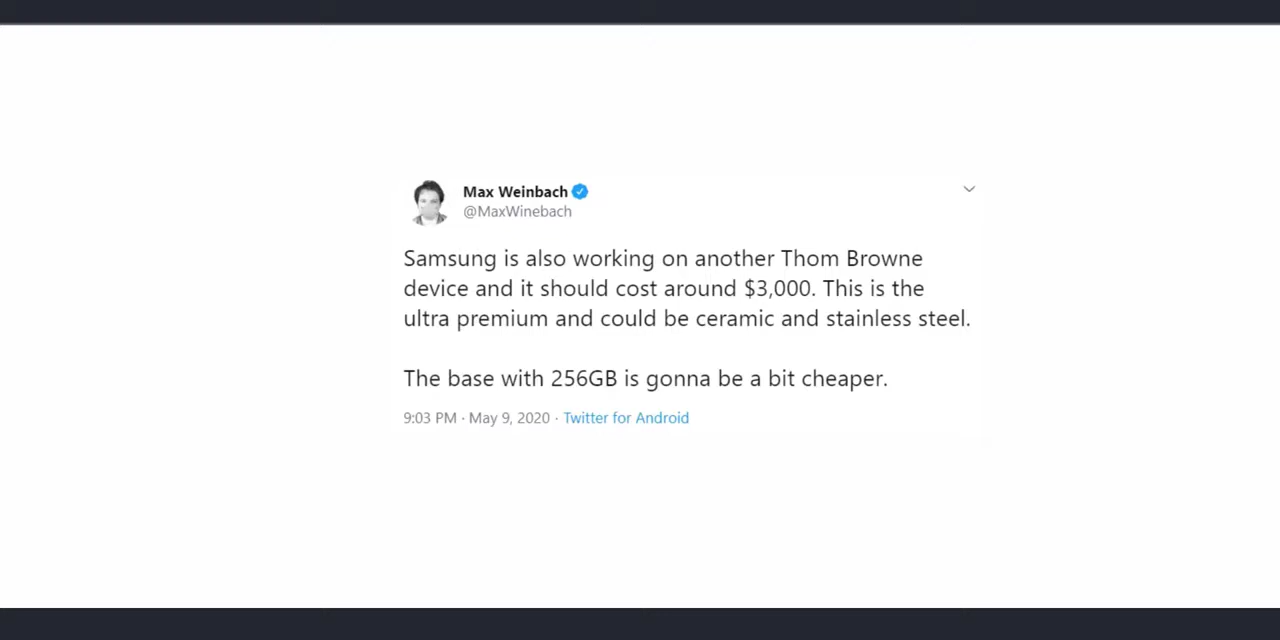 Max Weinbach
@MaxWinebach
Samsung is also working on another Thom Browne
device and it should cost around $3,000. This is the
ultra premium and could be ceramic and stainless steel.
The base with 256GB is gonna be a bit cheaper.
9:03 PM · May 9, 2020 · Twitter for Android